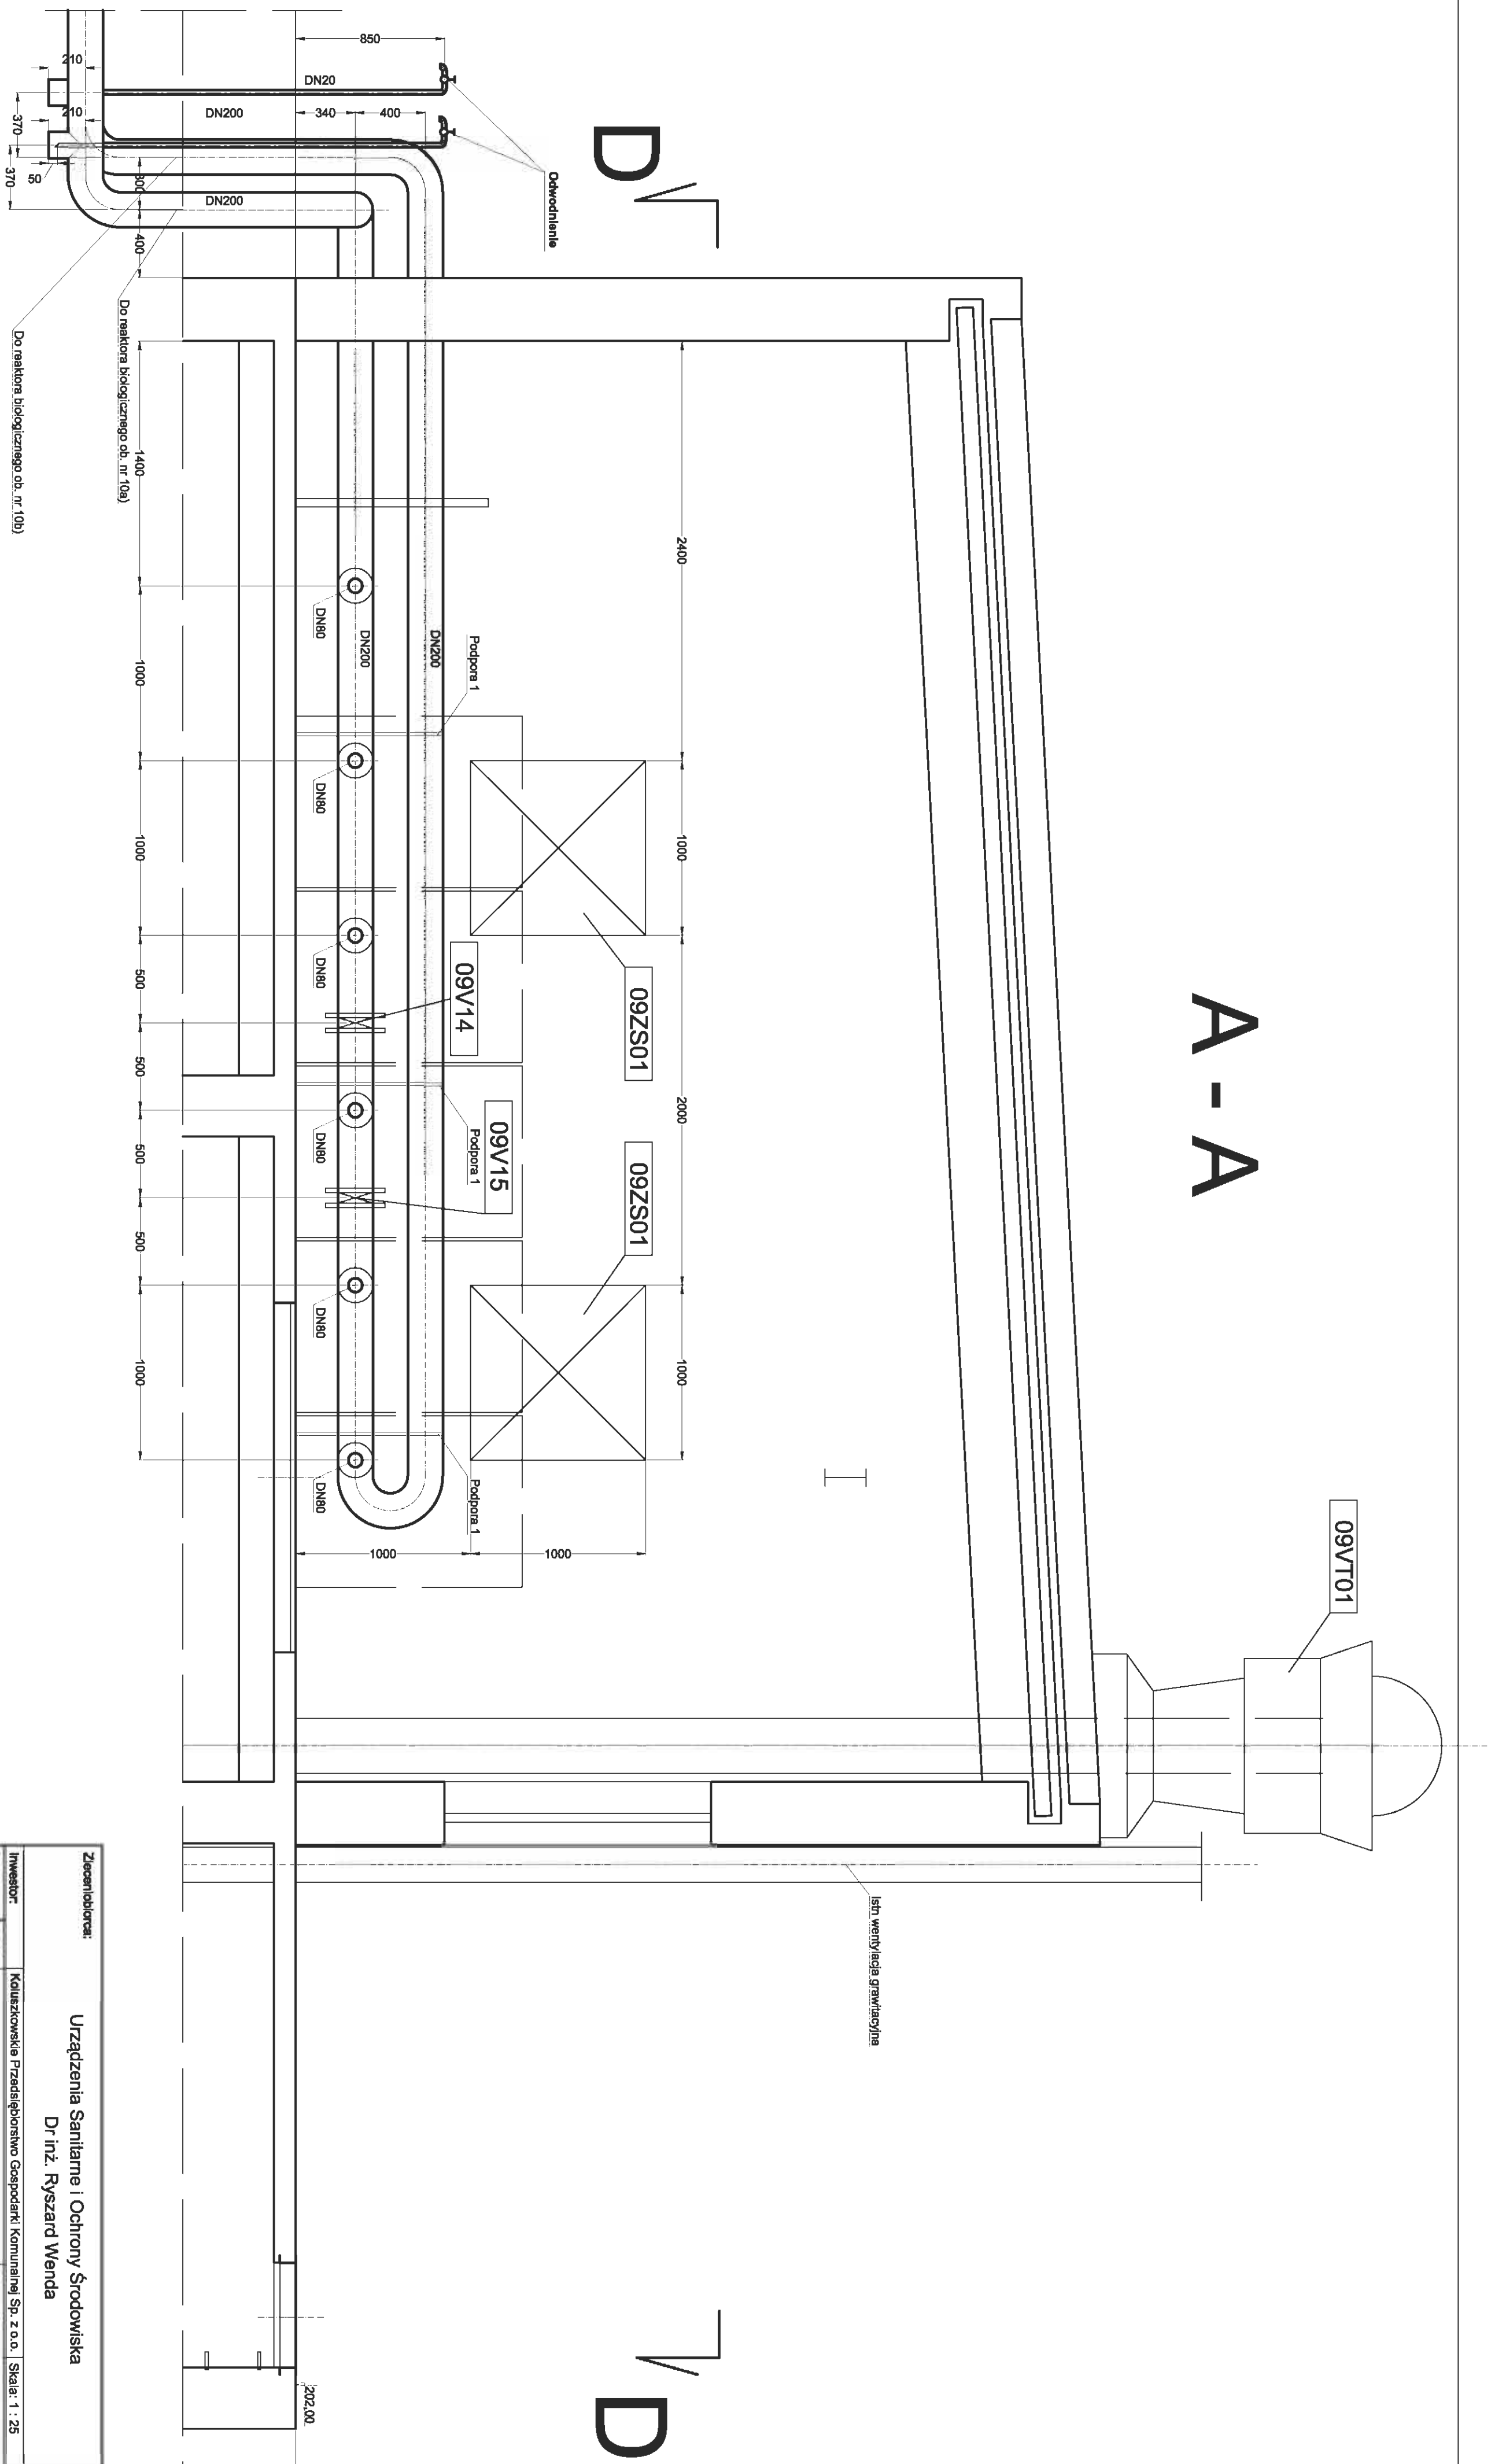 A - A
D
D
09VT01
Odwodnienie
850
DN20
DN200
340
400
210
210
370
370
50
300
400
DN200
Do reaktora biologicznego ob. nr 10a)
Do reaktora biologicznego ob. nr 10b)
2400
1000
2000
1000
09ZS01
09ZS01
09V14
09V15
Podpora 1
Podpora 1
Podpora 1
DN200
DN200
DN80
DN80
DN80
DN80
DN80
DN80
1000
1000
1400
1000
1000
500
500
500
500
1000
Istn wentylacja grawitacyjna
202,00
Zleceniobiorca:
Urządzenia Sanitarne i Ochrony Środowiska
Dr inż. Ryszard Wenda
Inwestor:
Koluszkowskie Przedsiębiorstwo Gospodarki Komunalnej Sp. z o.o.
Skala: 1 : 25